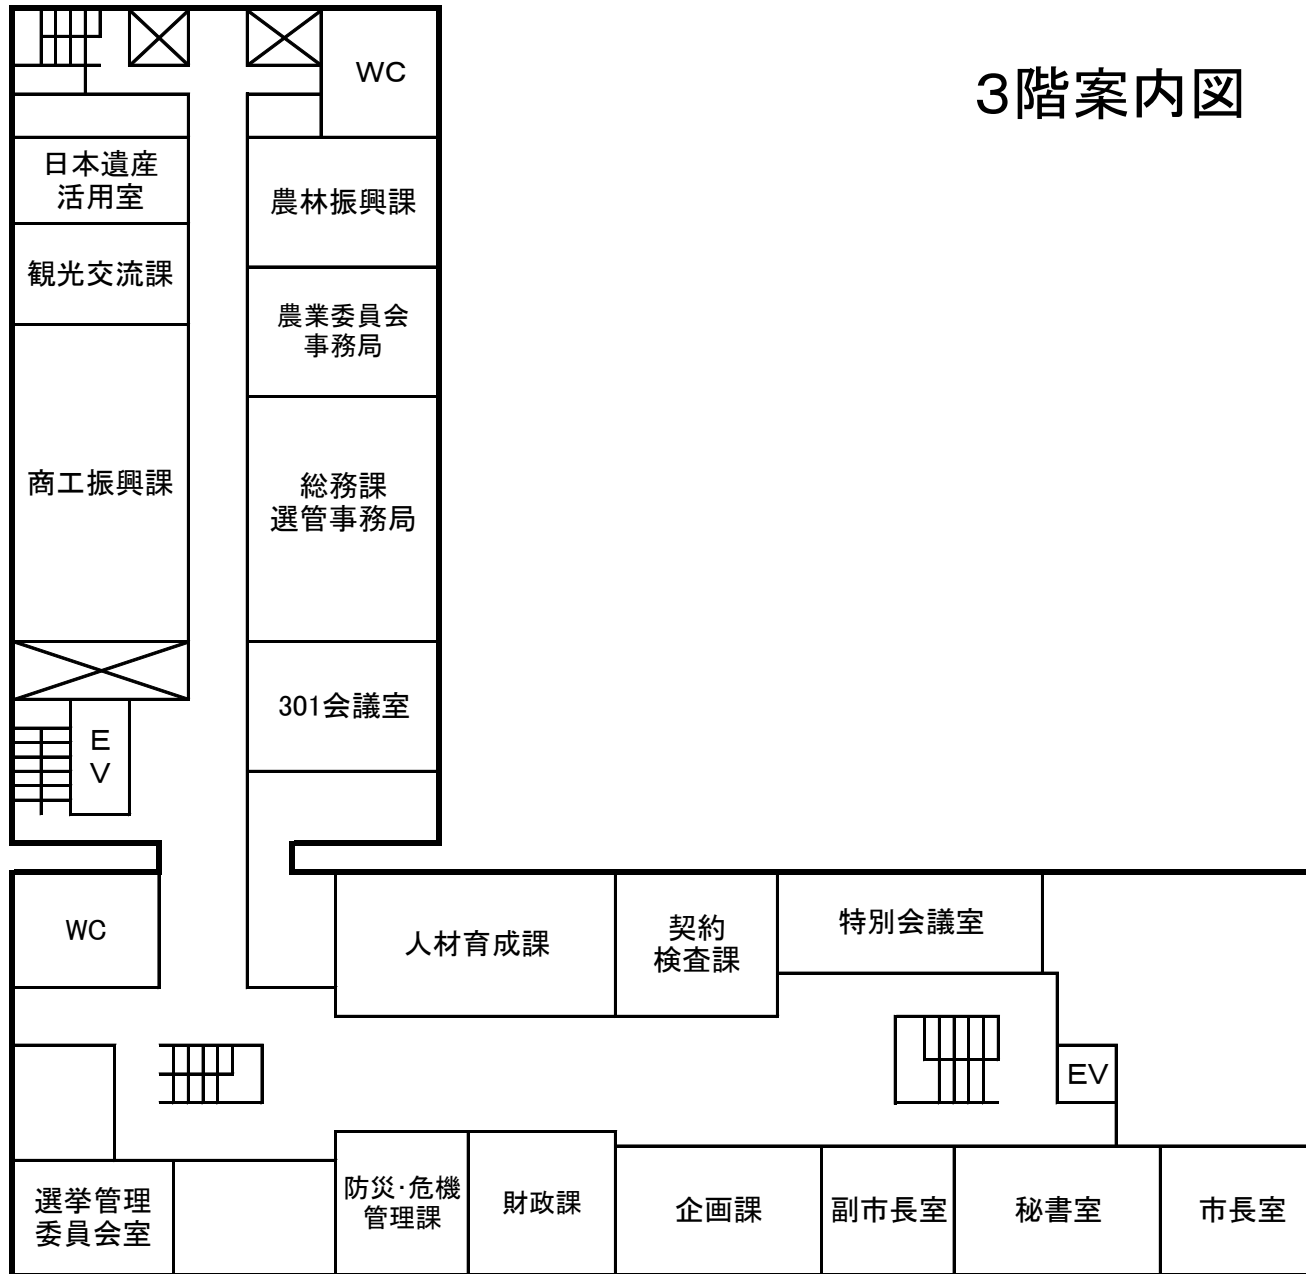 3階案内図
WC
日本遺産
活用室
農林振興課
観光交流課
農業委員会
事務局
商工振興課
総務課
選管事務局
301会議室
E
V
WC
人材育成課
契約
検査課
特別会議室
EV
選挙管理
委員会室
防災・危機
管理課
財政課
企画課
副市長室
秘書室
市長室